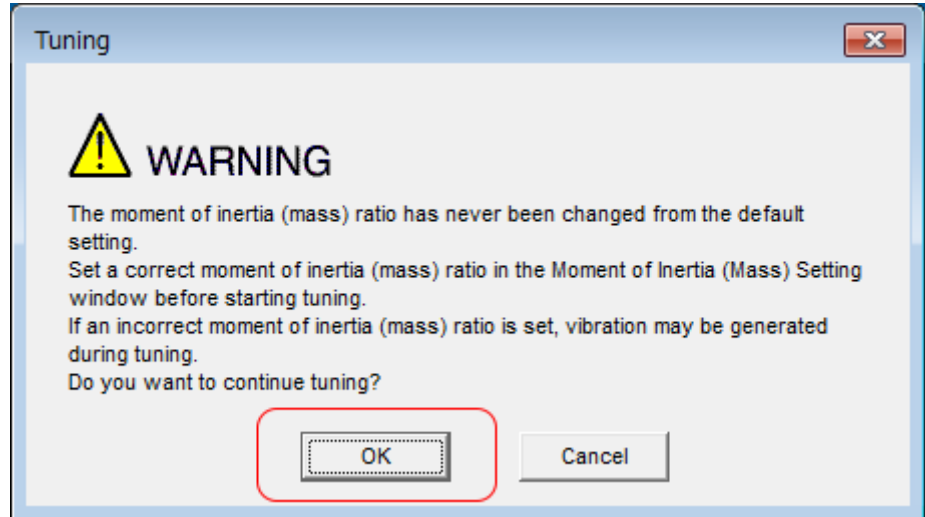 Tuning
WARNING
The moment of inertia (mass) ratio has never been changed from the default
setting.
Set a correct moment of inertia (mass) ratio in the Moment of Inertia (Mass) Setting
window before starting tuning.
If an incorrect moment of inertia (mass) ratio is set, vibration may be generated
during tuning.
Do you want to continue tuning?
OK
Cancel